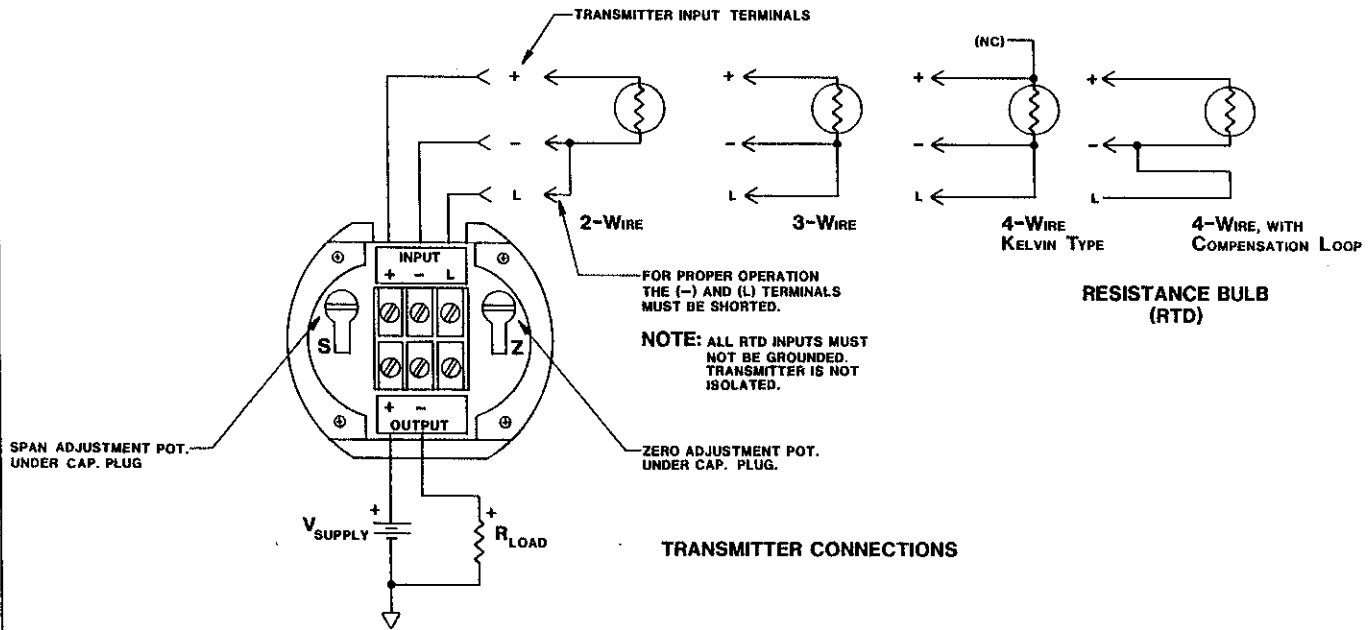 TRANSMITTER INPUT TERMINALS
(NC)
+
+
+
+
-
-
-
-
L
L
L
L
2-WIRE
3-WIRE
4-WIRE
KELVIN TYPE
4-WIRE, WITH
COMPENSATION LOOP
RESISTANCE BULB
(RTD)
FOR PROPER OPERATION
THE (-) AND (L) TERMINALS
MUST BE SHORTED.
NOTE: ALL RTD INPUTS MUST
NOT BE GROUNDED.
TRANSMITTER IS NOT
ISOLATED.
INPUT
+ - L
S
Z
+ -
OUTPUT
SPAN ADJUSTMENT POT.
UNDER CAP. PLUG
ZERO ADJUSTMENT POT.
UNDER CAP. PLUG.
+
VSUPPLY
+
RLOAD
TRANSMITTER CONNECTIONS